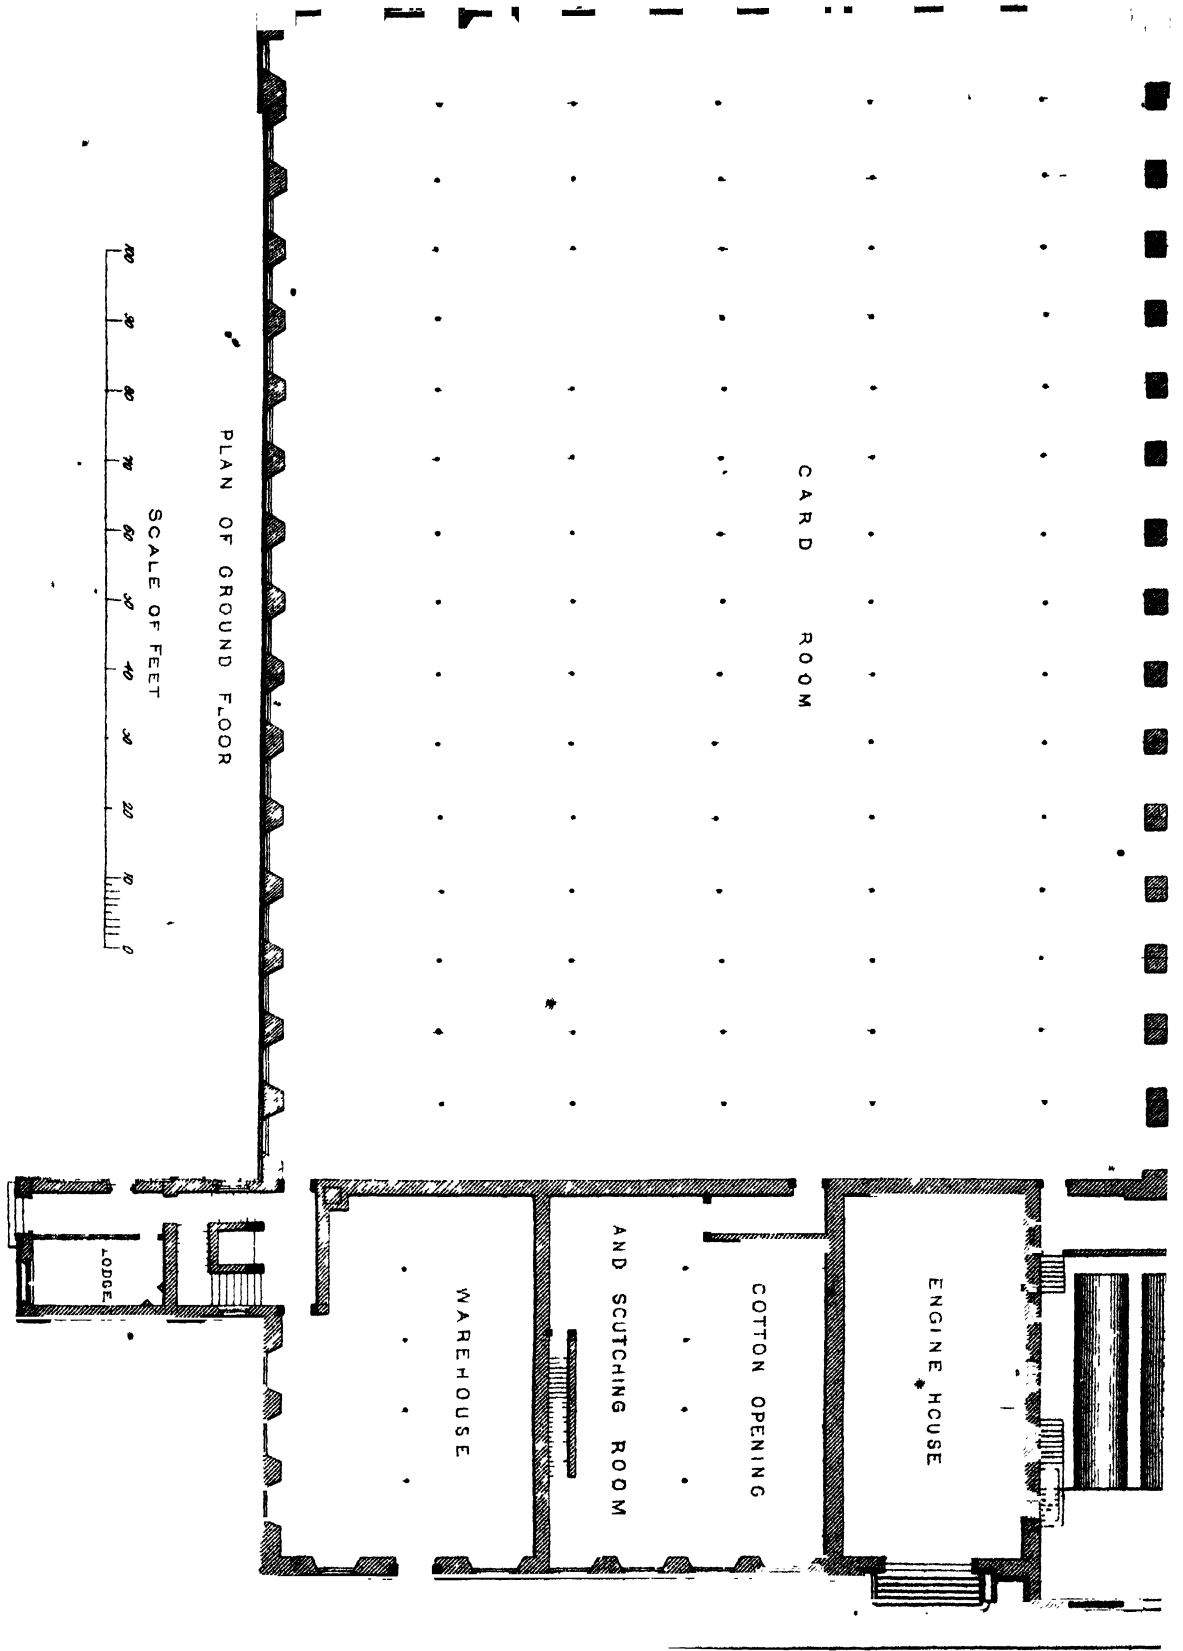 CARD ROOM
PLAN OF GROUND FLOOR
SCALE OF FEET
100 90 80 70 60 50 40 30 20 10 0
ENGINE HOUSE
COTTON OPENING
AND SCUTCHING ROOM
WAREHOUSE
LODGE